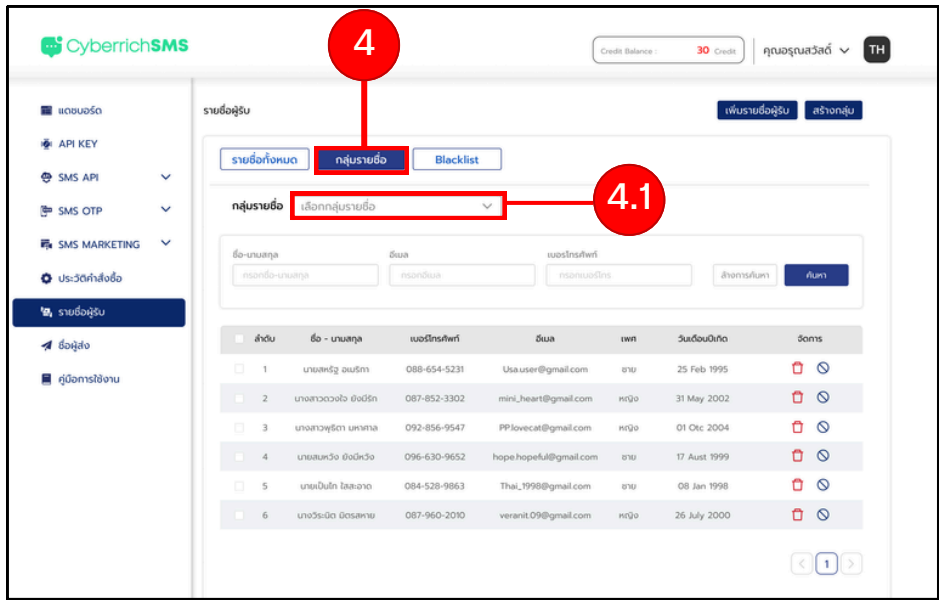 CyberrichSMS
4
Credit Balance : 30 Credit
คุณอรุณสวัสดิ์
TH
แดชบอร์ด
API KEY
SMS API
SMS OTP
SMS MARKETING
ประวัติคำสั่งซื้อ
รายชื่อผู้รับ
ชื่อผู้ส่ง
คู่มือการใช้งาน
รายชื่อผู้รับ
เพิ่มรายชื่อผู้รับ
สร้างกลุ่ม
รายชื่อทั้งหมด
กลุ่มรายชื่อ
Blacklist
4.1
กลุ่มรายชื่อ
เลือกกลุ่มรายชื่อ
ชื่อ-นามสกุล อีเมล เบอร์โทรศัพท์
กรอกชื่อ-นามสกุล กรอกอีเมล กรอกเบอร์โทร ล้างการค้นหา ค้นหา
ลำดับ ชื่อ - นามสกุล เบอร์โทรศัพท์ อีเมล เพศ วันเดือนปีเกิด จัดการ
1 นายสหรัฐ อเมริกา 088-654-5231 Usa.user@gmail.com ชาย 25 Feb 1995
2 นางสาวดวงใจ ยังมีรัก 087-852-3302 mini_heart@gmail.com หญิง 31 May 2002
3 นางสาวพุธิตา มหาศาล 092-856-9547 PP.lovecat@gmail.com หญิง 01 Otc 2004
4 นายสมหวัง ยังมีหวัง 096-630-9652 hope.hopeful@gmail.com ชาย 17 Aust 1999
5 นายเป็นไท ใสสะอาด 084-528-9863 Thai_1998@gmail.com ชาย 08 Jan 1998
6 นางวิระนิต มิตรสหาย 087-960-2010 veranit.09@gmail.com หญิง 26 July 2000
1